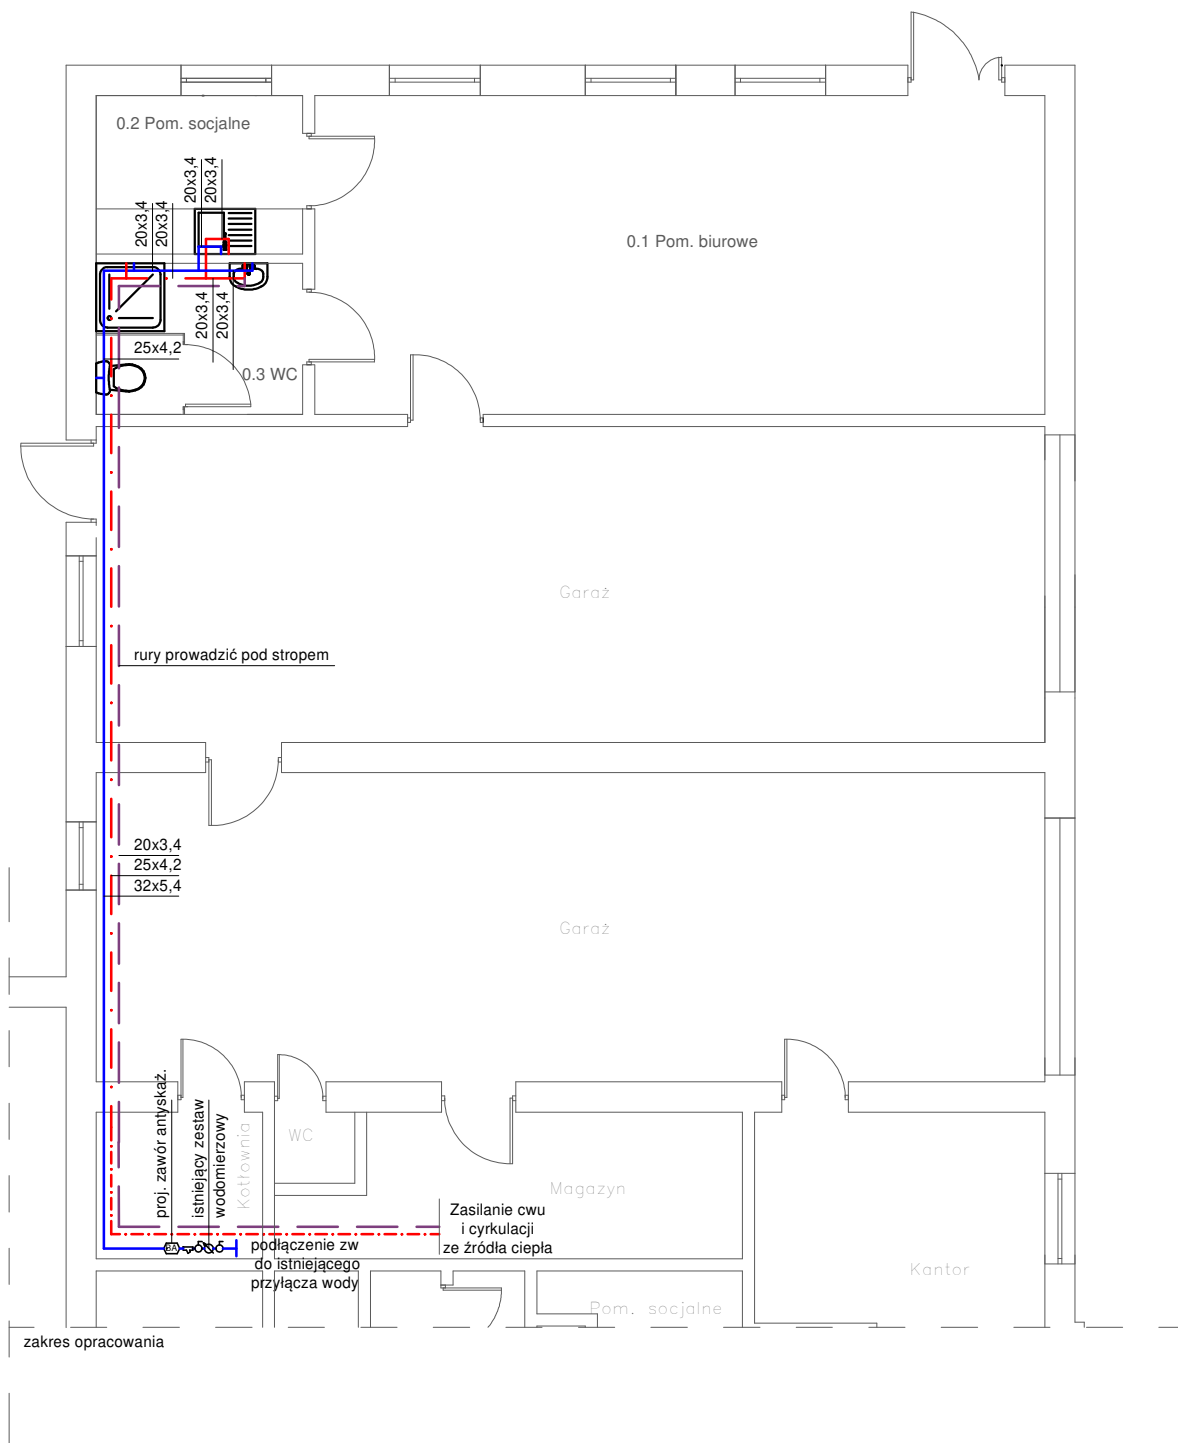 0.2 Pom. socjalne
20x3,4
20x3,4
20x3,4
20x3,4
0.1 Pom. biurowe
20x3,4
20x3,4
25x4,2
0.3 WC
Garaż
rury prowadzić pod stropem
20x3,4
25x4,2
32x5,4
Garaż
proj. zawór antyskaż.
istniejący zestaw
wodomierzowy
Kotłownia
WC
Magazyn
Zasilanie cwu
i cyrkulacji
ze źródła ciepła
BA
podłączenie zw
do istniejącego
przyłącza wody
Kantor
Pom. socjalne
zakres opracowania